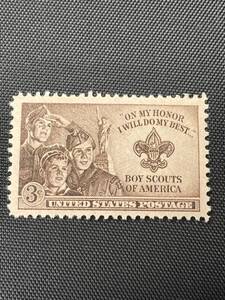 "ON MY HONOR
I WILL DO MY BEST..."
BOY SCOUTS
OF AMERICA
3¢
UNITED STATES POSTAGE